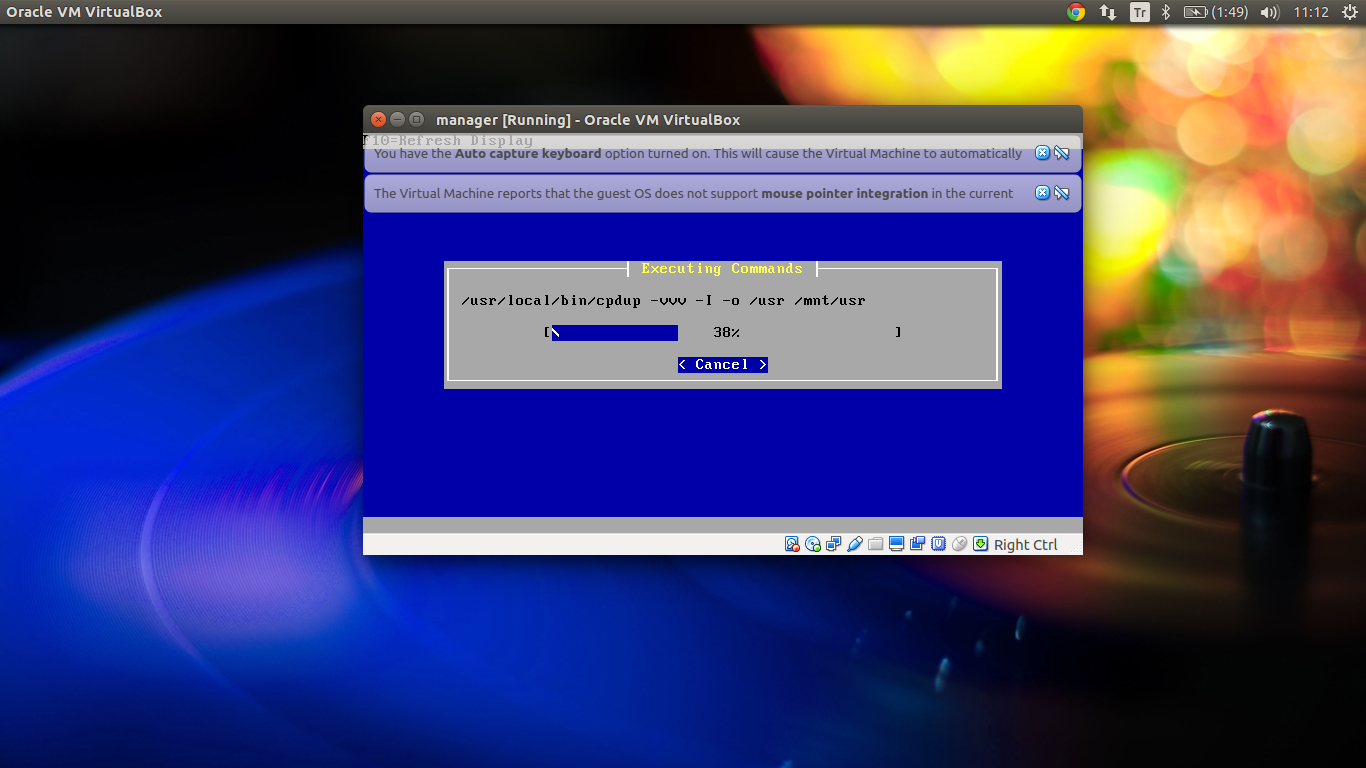 Oracle VM VirtualBox
Tr
(1:49)
11:12
manager [Running] - Oracle VM VirtualBox
F10=Refresh Display
You have the Auto capture keyboard option turned on. This will cause the Virtual Machine to automatically
The Virtual Machine reports that the guest OS does not support mouse pointer integration in the current
Executing Commands
/usr/local/bin/cpdup -vvv -I -o /usr /mnt/usr
[\ 38% ]
< Cancel >
Right Ctrl